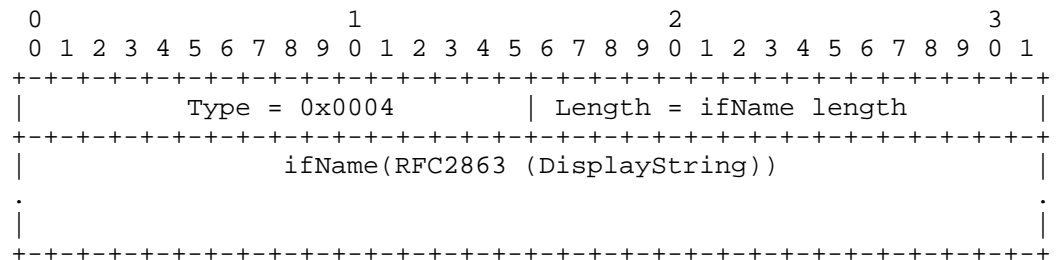 0                   1                   2                   3
 0 1 2 3 4 5 6 7 8 9 0 1 2 3 4 5 6 7 8 9 0 1 2 3 4 5 6 7 8 9 0 1
+-+-+-+-+-+-+-+-+-+-+-+-+-+-+-+-+-+-+-+-+-+-+-+-+-+-+-+-+-+-+-+-+
|          Type = 0x0004        | Length = ifName length        |
+-+-+-+-+-+-+-+-+-+-+-+-+-+-+-+-+-+-+-+-+-+-+-+-+-+-+-+-+-+-+-+-+
|                ifName(RFC2863 (DisplayString))                |
.                                                               .
|                                                               |
+-+-+-+-+-+-+-+-+-+-+-+-+-+-+-+-+-+-+-+-+-+-+-+-+-+-+-+-+-+-+-+-+